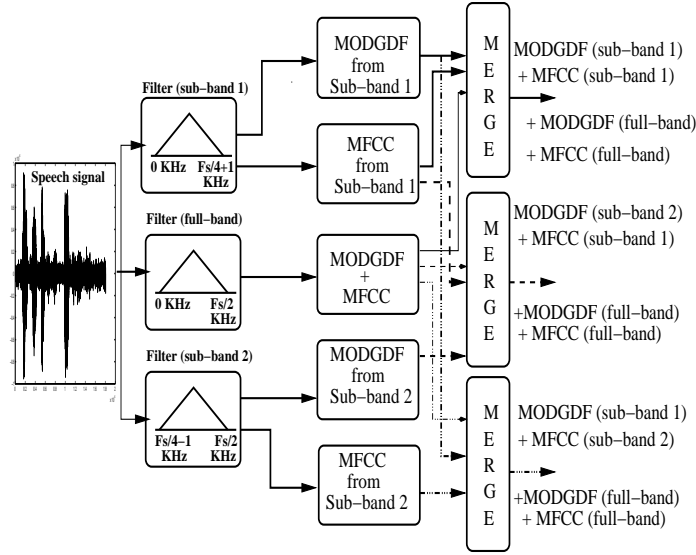 Speech signal
Filter (sub-band 1)
0 KHz Fs/4+1
KHz
Filter (full-band)
0 KHz Fs/2
KHz
Filter (sub-band 2)
Fs/4-1 Fs/2
KHz KHz
MODGDF
from
Sub-band 1
MFCC
from
Sub-band 1
MODGDF
+
MFCC
MODGDF
from
Sub-band 2
MFCC
from
Sub-band 2
M
E
R
G
E
MODGDF (sub-band 1)
+ MFCC (sub-band 1)
+ MODGDF (full-band)
+ MFCC (full-band)
M
E
R
G
E
MODGDF (sub-band 2)
+ MFCC (sub-band 1)
+MODGDF (full-band)
+ MFCC (full-band)
M
E
R
G
E
MODGDF (sub-band 1)
+ MFCC (sub-band 2)
+MODGDF (full-band)
+ MFCC (full-band)